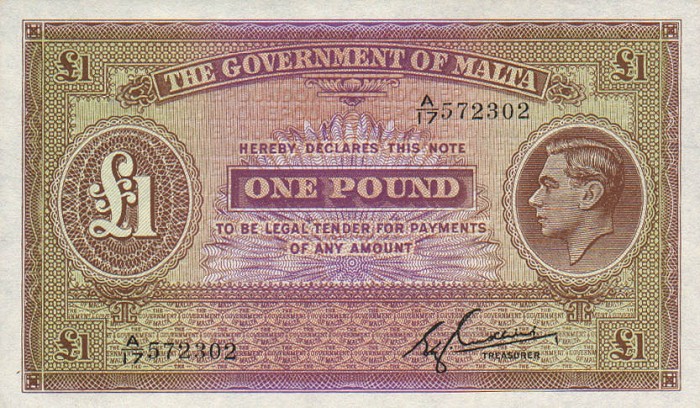 £1 £1
THE GOVERNMENT OF MALTA
A/17 572302
HEREBY DECLARES THIS NOTE
£1
ONE POUND
TO BE LEGAL TENDER FOR PAYMENTS
OF ANY AMOUNT
A/17 572302
TREASURER
£1 £1